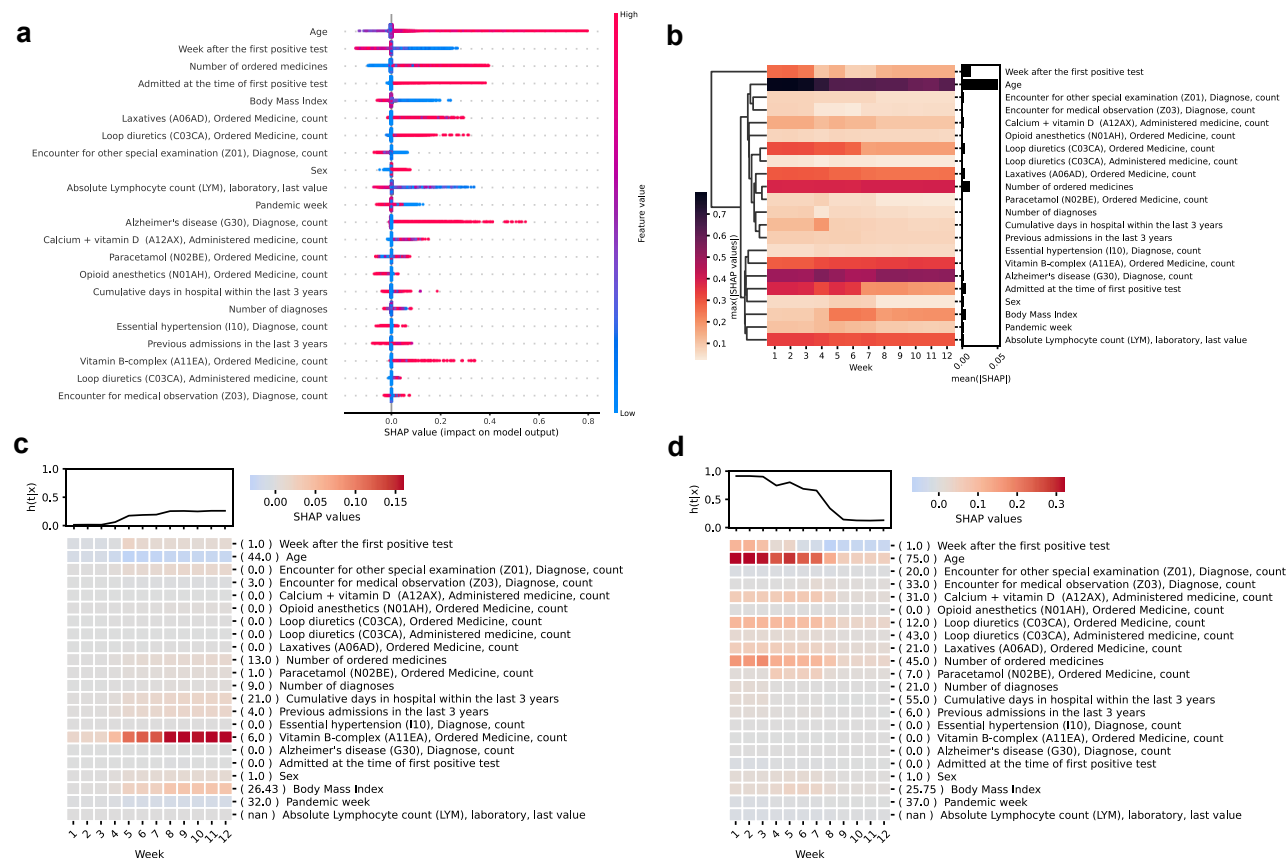 a
Age
Week after the first positive test
Number of ordered medicines
Admitted at the time of first positive test
Body Mass Index
Laxatives (A06AD), Ordered Medicine, count
Loop diuretics (C03CA), Ordered Medicine, count
Encounter for other special examination (Z01), Diagnose, count
Sex
Absolute Lymphocyte count (LYM), laboratory, last value
Pandemic week
Alzheimer's disease (G30), Diagnose, count
Calcium + vitamin D (A12AX), Administered medicine, count
Paracetamol (N02BE), Ordered Medicine, count
Opioid anesthetics (N01AH), Ordered Medicine, count
Cumulative days in hospital within the last 3 years
Number of diagnoses
Essential hypertension (I10), Diagnose, count
Previous admissions in the last 3 years
Vitamin B-complex (A11EA), Ordered Medicine, count
Loop diuretics (C03CA), Administered medicine, count
Encounter for medical observation (Z03), Diagnose, count
0.0 0.2 0.4 0.6 0.8
SHAP value (impact on model output)
High
Feature value
Low
b
Week after the first positive test
Age
Encounter for other special examination (Z01), Diagnose, count
Encounter for medical observation (Z03), Diagnose, count
Calcium + vitamin D (A12AX), Administered medicine, count
Opioid anesthetics (N01AH), Ordered Medicine, count
Loop diuretics (C03CA), Ordered Medicine, count
Loop diuretics (C03CA), Administered medicine, count
Laxatives (A06AD), Ordered Medicine, count
Number of ordered medicines
Paracetamol (N02BE), Ordered Medicine, count
Number of diagnoses
Cumulative days in hospital within the last 3 years
Previous admissions in the last 3 years
Essential hypertension (I10), Diagnose, count
Vitamin B-complex (A11EA), Ordered Medicine, count
Alzheimer's disease (G30), Diagnose, count
Admitted at the time of first positive test
Sex
Body Mass Index
Pandemic week
Absolute Lymphocyte count (LYM), laboratory, last value
0.7
0.6
0.5
0.4
0.3
0.2
0.1
max(|SHAP values|)
1 2 3 4 5 6 7 8 9 10 11 12
Week
0.00 0.05
mean(|SHAP|)
c
1.0
0.5
0.0
h(t|x)
0.00 0.05 0.10 0.15
SHAP values
( 1.0 ) Week after the first positive test
( 44.0 ) Age
( 0.0 ) Encounter for other special examination (Z01), Diagnose, count
( 3.0 ) Encounter for medical observation (Z03), Diagnose, count
( 0.0 ) Calcium + vitamin D (A12AX), Administered medicine, count
( 0.0 ) Opioid anesthetics (N01AH), Ordered Medicine, count
( 0.0 ) Loop diuretics (C03CA), Ordered Medicine, count
( 0.0 ) Loop diuretics (C03CA), Administered medicine, count
( 0.0 ) Laxatives (A06AD), Ordered Medicine, count
( 13.0 ) Number of ordered medicines
( 1.0 ) Paracetamol (N02BE), Ordered Medicine, count
( 9.0 ) Number of diagnoses
( 21.0 ) Cumulative days in hospital within the last 3 years
( 4.0 ) Previous admissions in the last 3 years
( 0.0 ) Essential hypertension (I10), Diagnose, count
( 6.0 ) Vitamin B-complex (A11EA), Ordered Medicine, count
( 0.0 ) Alzheimer's disease (G30), Diagnose, count
( 0.0 ) Admitted at the time of first positive test
( 1.0 ) Sex
( 26.43 ) Body Mass Index
( 32.0 ) Pandemic week
( nan ) Absolute Lymphocyte count (LYM), laboratory, last value
1 2 3 4 5 6 7 8 9 10 11 12
Week
d
1.0
0.5
0.0
h(t|x)
0.0 0.1 0.2 0.3
SHAP values
( 1.0 ) Week after the first positive test
( 75.0 ) Age
( 20.0 ) Encounter for other special examination (Z01), Diagnose, count
( 33.0 ) Encounter for medical observation (Z03), Diagnose, count
( 31.0 ) Calcium + vitamin D (A12AX), Administered medicine, count
( 0.0 ) Opioid anesthetics (N01AH), Ordered Medicine, count
( 12.0 ) Loop diuretics (C03CA), Ordered Medicine, count
( 43.0 ) Loop diuretics (C03CA), Administered medicine, count
( 21.0 ) Laxatives (A06AD), Ordered Medicine, count
( 45.0 ) Number of ordered medicines
( 7.0 ) Paracetamol (N02BE), Ordered Medicine, count
( 21.0 ) Number of diagnoses
( 55.0 ) Cumulative days in hospital within the last 3 years
( 6.0 ) Previous admissions in the last 3 years
( 0.0 ) Essential hypertension (I10), Diagnose, count
( 0.0 ) Vitamin B-complex (A11EA), Ordered Medicine, count
( 0.0 ) Alzheimer's disease (G30), Diagnose, count
( 0.0 ) Admitted at the time of first positive test
( 1.0 ) Sex
( 25.75 ) Body Mass Index
( 37.0 ) Pandemic week
( nan ) Absolute Lymphocyte count (LYM), laboratory, last value
1 2 3 4 5 6 7 8 9 10 11 12
Week